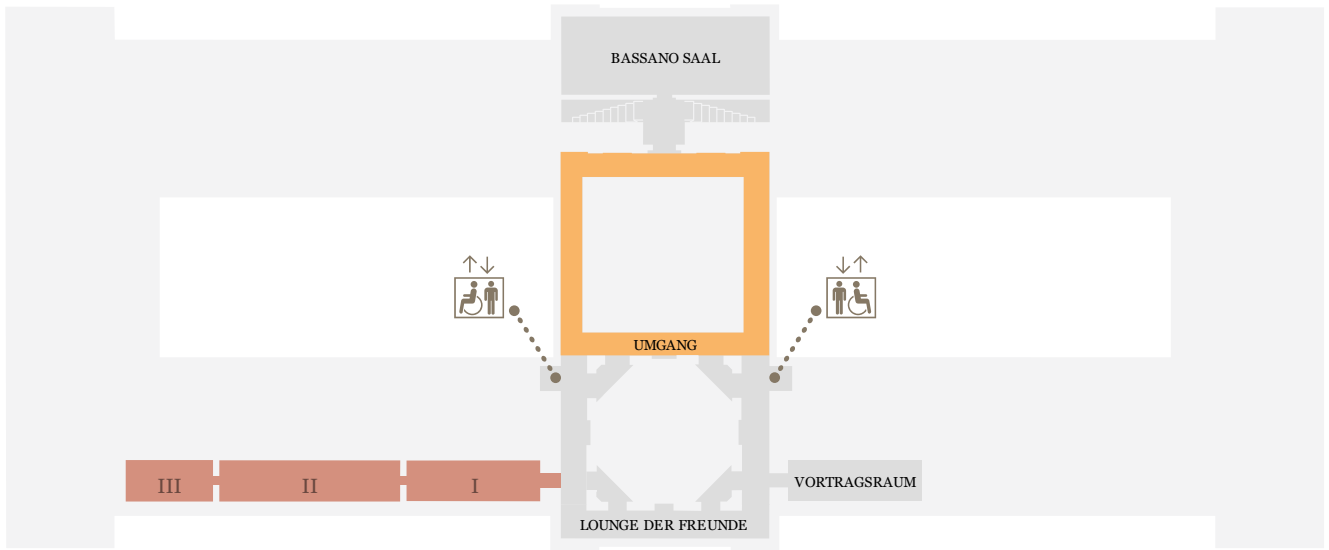 BASSANO SAAL
UMGANG
III
II
I
VORTRAGSRAUM
LOUNGE DER FREUNDE